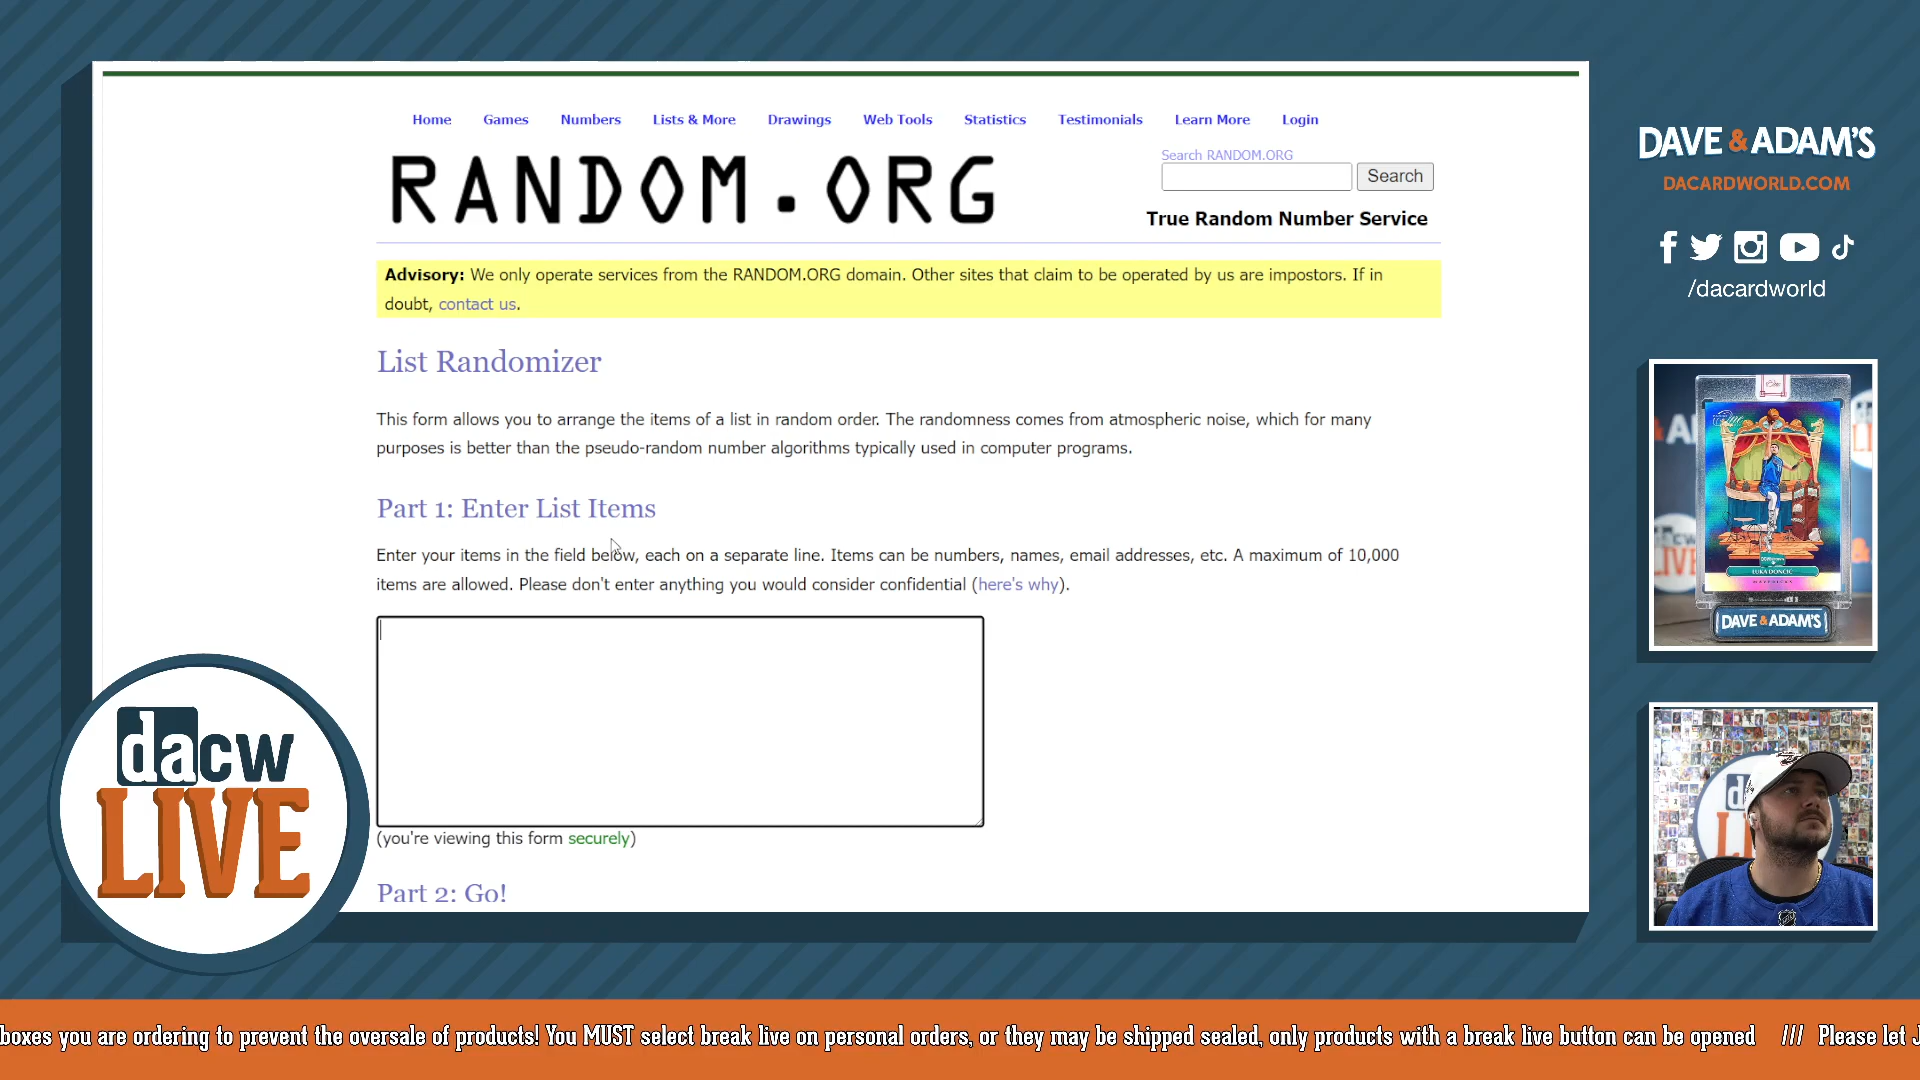 Home Games Numbers Lists & More Drawings Web Tools Statistics Testimonials Learn More Login
RANDOM.ORG
Search RANDOM.ORG
Search
True Random Number Service
Advisory: We only operate services from the RANDOM.ORG domain. Other sites that claim to be operated by us are impostors. If in
doubt, contact us.
List Randomizer
This form allows you to arrange the items of a list in random order. The randomness comes from atmospheric noise, which for many
purposes is better than the pseudo-random number algorithms typically used in computer programs.
Part 1: Enter List Items
Enter your items in the field below, each on a separate line. Items can be numbers, names, email addresses, etc. A maximum of 10,000
items are allowed. Please don't enter anything you would consider confidential (here's why).
(you're viewing this form securely)
Part 2: Go!
dacw
LIVE
DAVE & ADAM'S
DACARDWORLD.COM
/dacardworld
LUKA DONCIC
MAVERICKS
DAVE & ADAM'S
boxes you are ordering to prevent the oversale of products! You MUST select break live on personal orders, or they may be shipped sealed, only products with a break live button can be opened /// Please let J